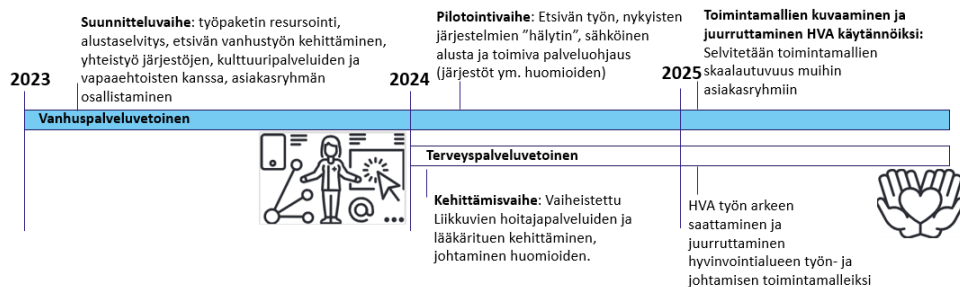 Suunnitteluvaihe: työpaketin resursointi,
alustaselvitys, etsivän vanhustyön kehittäminen,
yhteistyö järjestöjen, kulttuuripalveluiden ja
vapaaehtoisten kanssa, asiakasryhmän
osallistaminen
Pilotointivaihe: Etsivän työn, nykyisten
järjestelmien ”hälytin”, sähköinen
alusta ja toimiva palveluohjaus
(järjestöt ym. huomioiden)
Toimintamallien kuvaaminen ja
juurruttaminen HVA käytännöiksi:
Selvitetään toimintamallien
skaalautuvuus muihin
asiakasryhmiin
2023
2024
2025
Vanhuspalveluvetoinen
Terveyspalveluvetoinen
Kehittämisvaihe: Vaiheistettu
Liikkuvien hoitajapalveluiden ja
lääkärituen kehittäminen,
johtaminen huomioiden.
HVA työn arkeen
saattaminen ja
juurruttaminen
hyvinvointialueen työn- ja
johtamisen toimintamalleiksi